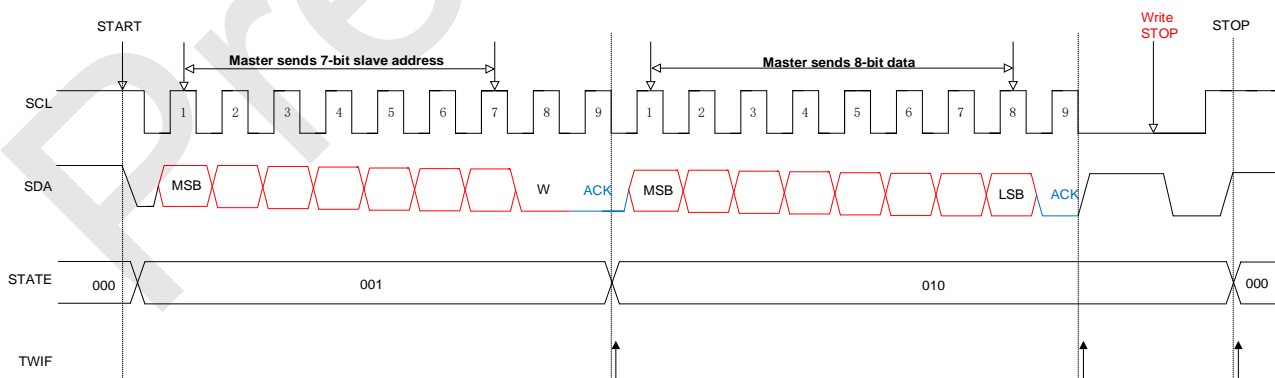 START
Write
STOP
STOP
Master sends 7-bit slave address
Master sends 8-bit data
SCL
1 2 3 4 5 6 7 8 9 1 2 3 4 5 6 7 8 9
SDA
MSB W ACK MSB LSB ACK
STATE
000 001 010 000
TWIF
Pre